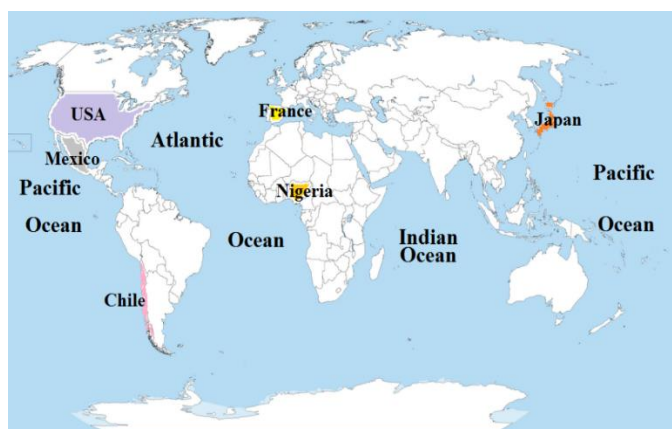 USA
France
Japan
Atlantic
Mexico
Pacific
Pacific
Nigeria
Ocean
Ocean
Ocean
Indian
Ocean
Chile